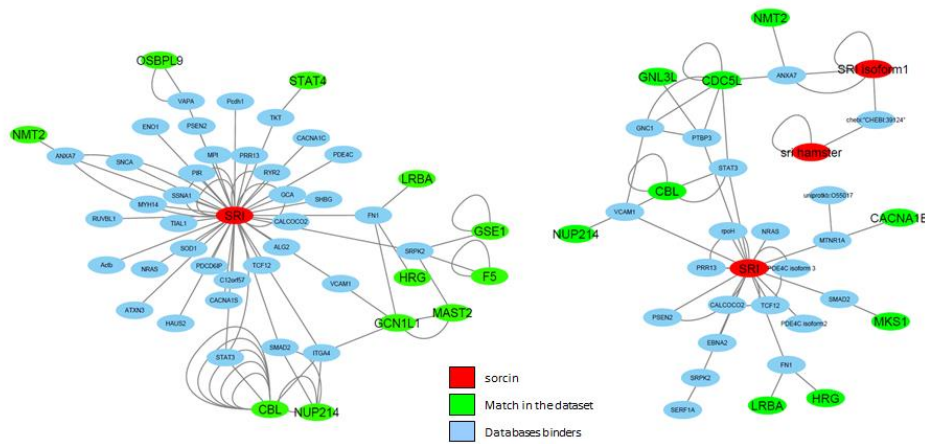 OSBPL9
STAT4
VAPA
Pcdh1
TKT
ENO1
PSEN2
CACNA1C
NMT2
MPI
PRR13
PDE4C
ANXA7
SNCA
RYR2
PIR
LRBA
SSNA1
GCA
SHBG
MYH14
SRI
FN1
RUVBL1
TIAL1
CALCOCO2
GSE1
SOD1
ALG2
SRPK2
Adb
PDCD6IP
TCF12
HRG
F5
NRAS
C12orf57
VCAM1
CACNA1S
MAST2
ATXN3
GCN1L1
HAUS2
STAT3
SMAD2
ITGA4
CBL
NUP214
NMT2
SRI isoform1
GNL3L
CDC5L
ANXA7
GNC1
PTBP3
chebi:"CHEBI:39124"
sri hamster
STAT3
CBL
uniprotkb:O55017
VCAM1
CACNA1B
NUP214
rpoH
NRAS
MTNR1A
PRR13
SRI
PDE4C isoform 3
CALCOCO2
TCF12
SMAD2
PSEN2
PDE4C isoform2
MKS1
EBNA2
FN1
SRPK2
LRBA
HRG
SERF1A
sorcin
Match in the dataset
Databases binders